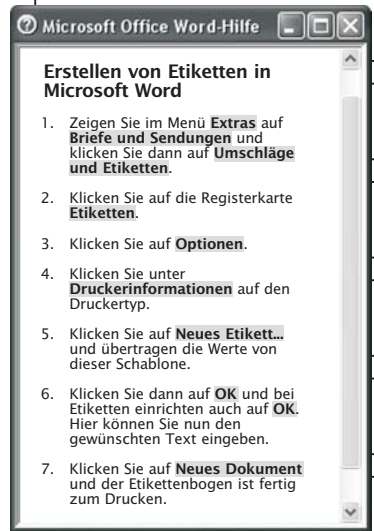 Microsoft Office Word-Hilfe
Erstellen von Etiketten in
Microsoft Word
1. Zeigen Sie im Menü Extras auf
Briefe und Sendungen und
klicken Sie dann auf Umschläge
und Etiketten.
2. Klicken Sie auf die Registerkarte
Etiketten.
3. Klicken Sie auf Optionen.
4. Klicken Sie unter
Druckerinformationen auf den
Druckertyp.
5. Klicken Sie auf Neues Etikett...
und übertragen die Werte von
dieser Schablone.
6. Klicken Sie dann auf OK und bei
Etiketten einrichten auch auf OK.
Hier können Sie nun den
gewünschten Text eingeben.
7. Klicken Sie auf Neues Dokument
und der Etikettenbogen ist fertig
zum Drucken.